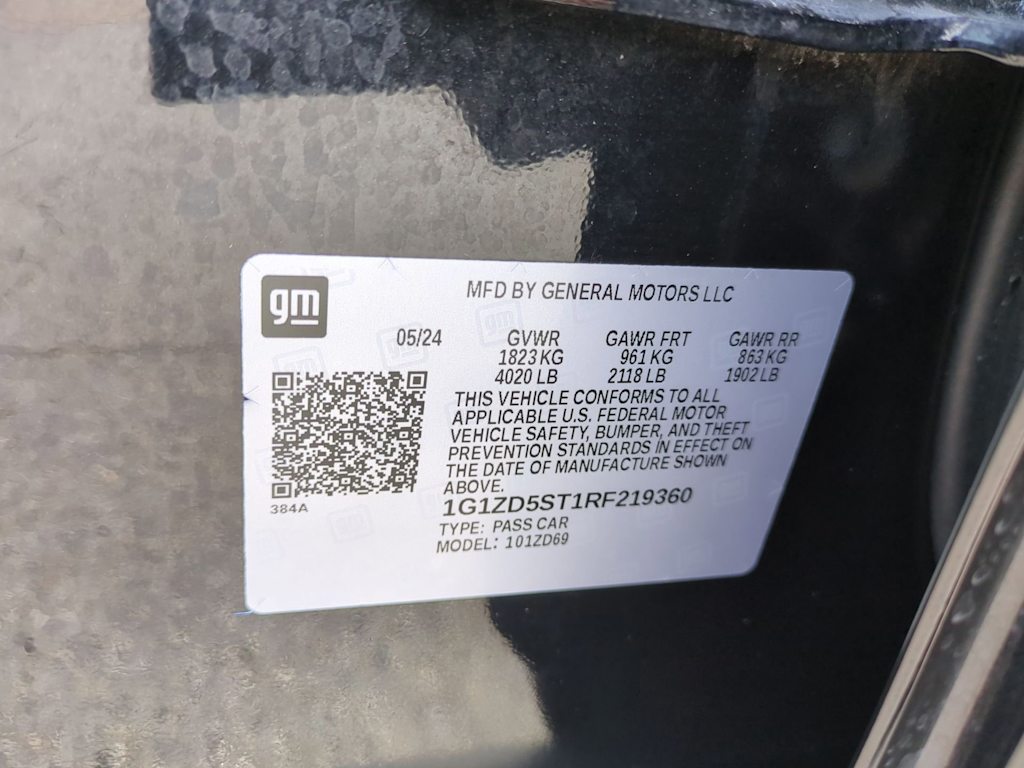 gm
MFD BY GENERAL MOTORS LLC
05/24 GVWR GAWR FRT GAWR RR
1823 KG 961 KG 863 KG
4020 LB 2118 LB 1902 LB
THIS VEHICLE CONFORMS TO ALL
APPLICABLE U.S. FEDERAL MOTOR
VEHICLE SAFETY, BUMPER, AND THEFT
PREVENTION STANDARDS IN EFFECT ON
THE DATE OF MANUFACTURE SHOWN
ABOVE.
384A
1G1ZD5ST1RF219360
TYPE: PASS CAR
MODEL: 101ZD69